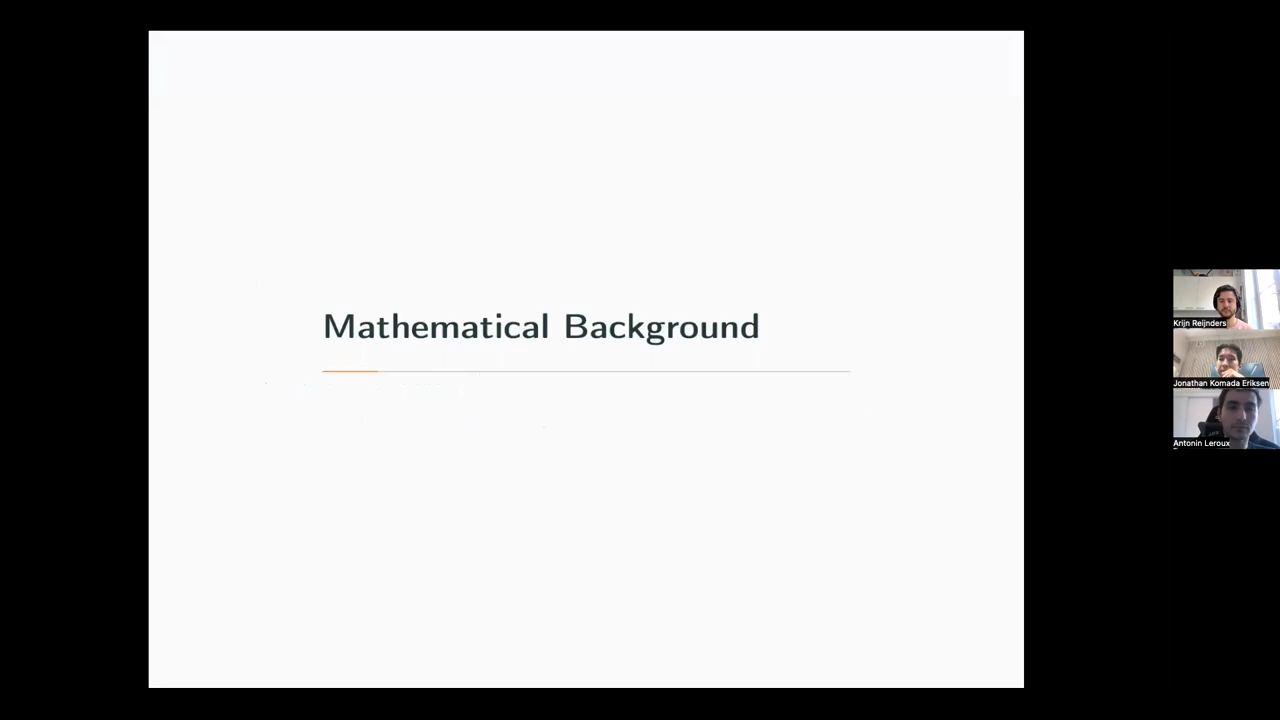 Mathematical Background
Krijn Reijnders
Jonathan Komada Eriksen
Antonin Leroux